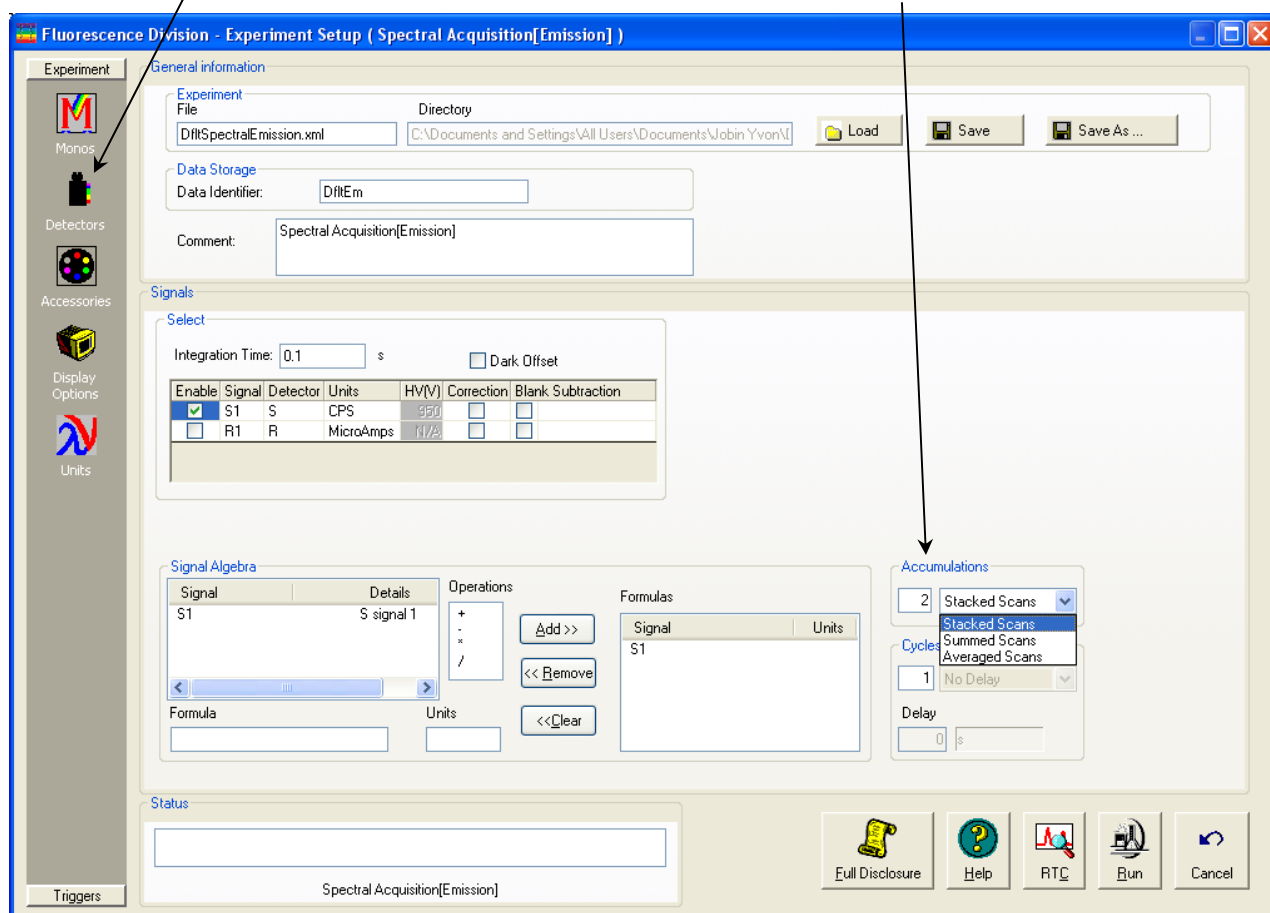 Fluorescence Division - Experiment Setup ( Spectral Acquisition[Emission] )
Experiment
Monos
Detectors
Accessories
Display
Options
Units
Triggers
General information
Experiment
File Directory
DfltSpectralEmission.xml C:\Documents and Settings\All Users\Documents\Jobin Yvon\ Load Save Save As ...
Data Storage
Data Identifier: DfltEm
Comment: Spectral Acquisition[Emission]
Signals
Select
Integration Time: 0.1 s Dark Offset
Enable Signal Detector Units HV(V) Correction Blank Subtraction
S1 S CPS 950
R1 R MicroAmps N/A
Signal Algebra
Signal Details
S1 S signal 1
Operations
+
-
*
/
Add >>
<< Remove
<<Clear
Formulas
Signal Units
S1
Formula Units
Accumulations
2 Stacked Scans
Stacked Scans
Summed Scans
Averaged Scans
Cycles
1 No Delay
Delay
0 s
Status
Spectral Acquisition[Emission]
Full Disclosure Help RTC Run Cancel